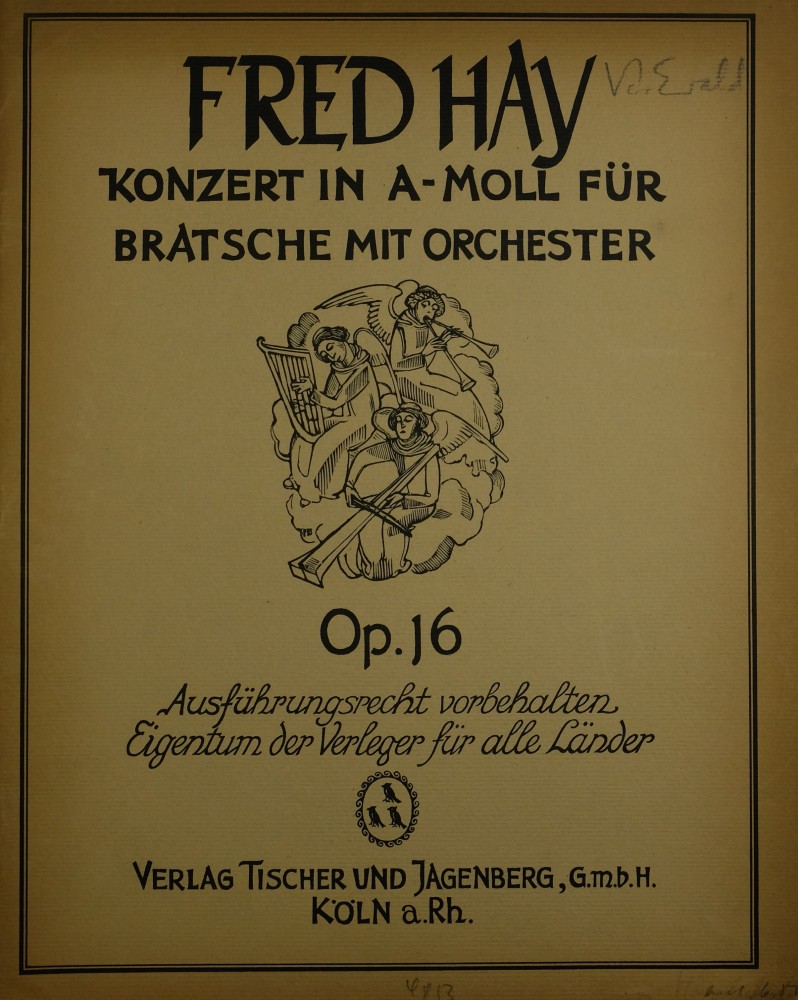 FRED HAY
KONZERT IN A-MOLL FÜR
BRATSCHE MIT ORCHESTER
Op. 16
Ausführungsrecht vorbehalten
Eigentum der Verleger für alle Länder
VERLAG TISCHER UND JAGENBERG, G.m.b.H.
KÖLN a.Rh.